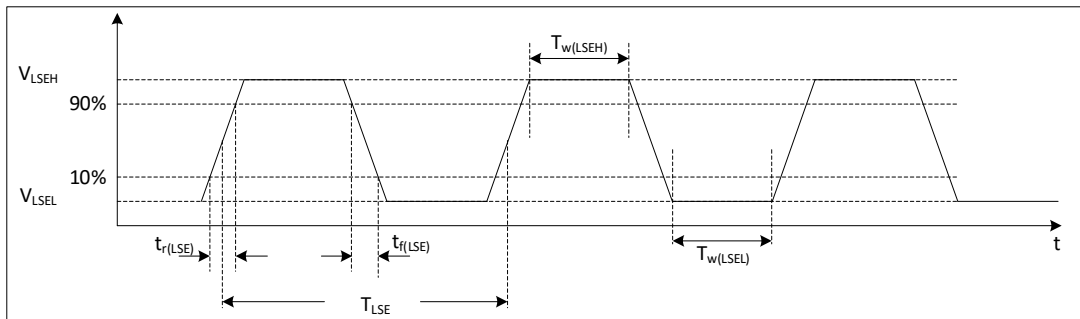 T_w(LSEH)
V_LSEH
90%
10%
V_LSEL
t_r(LSE)
t_f(LSE)
T_w(LSEL)
t
T_LSE